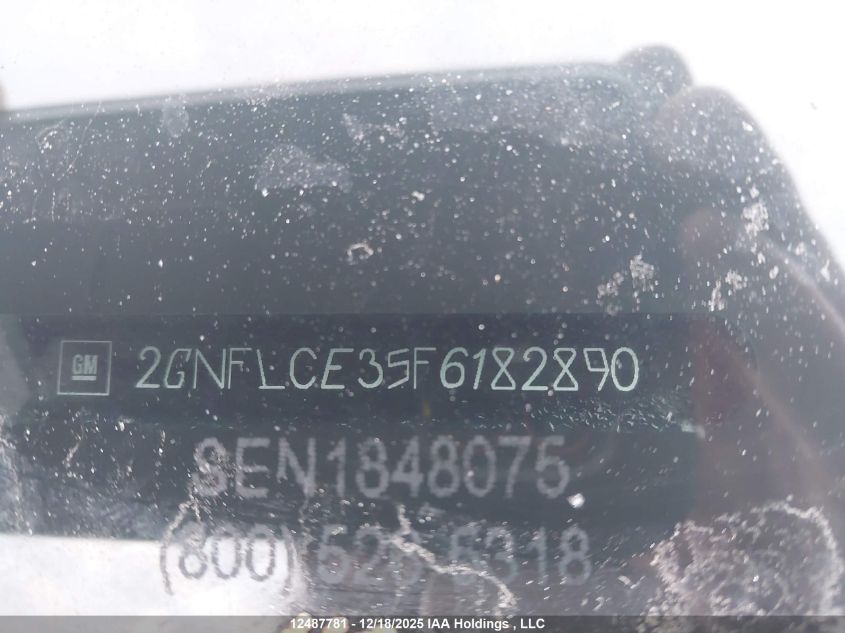 GM 2GNFLCE35F6182890
SEN1848075
(800)
12487781 - 12/18/2025 IAA Holdings , LLC